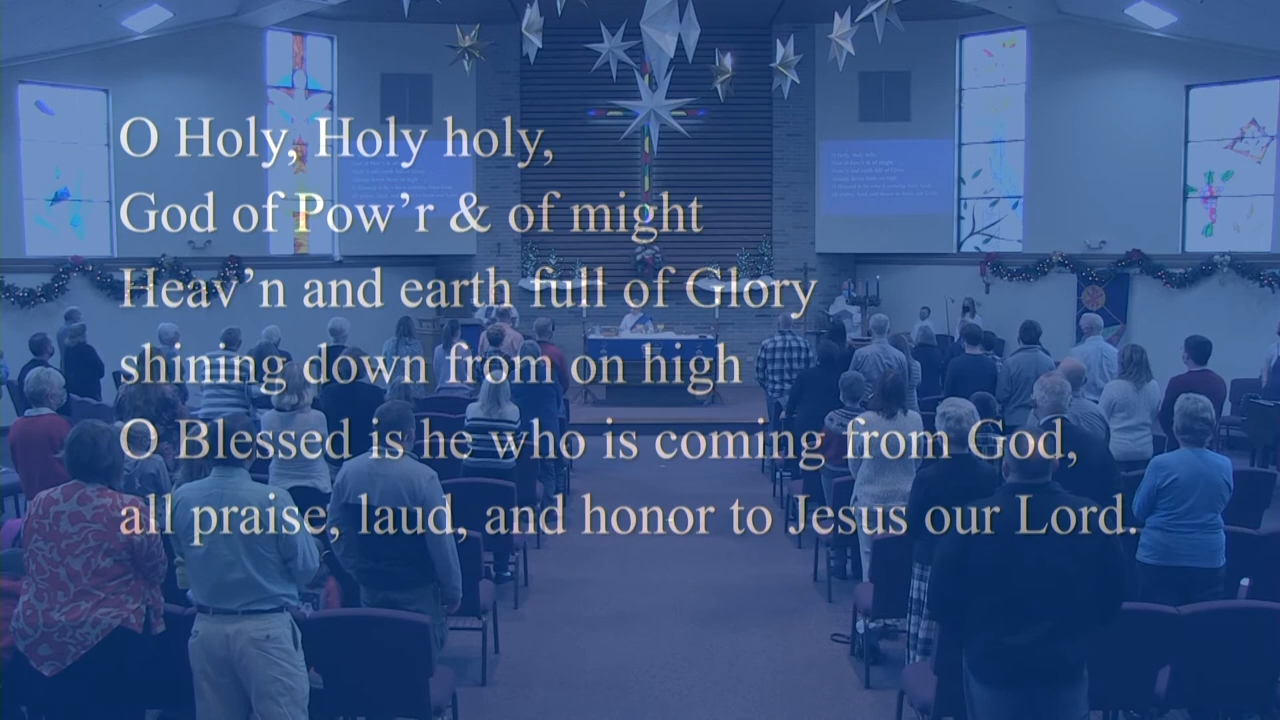 O Holy, Holy holy,
God of Pow’r & of might
Heav’n and earth full of Glory
shining down from on high
O Blessed is he who is coming from God,
all praise, laud, and honor to Jesus our Lord.